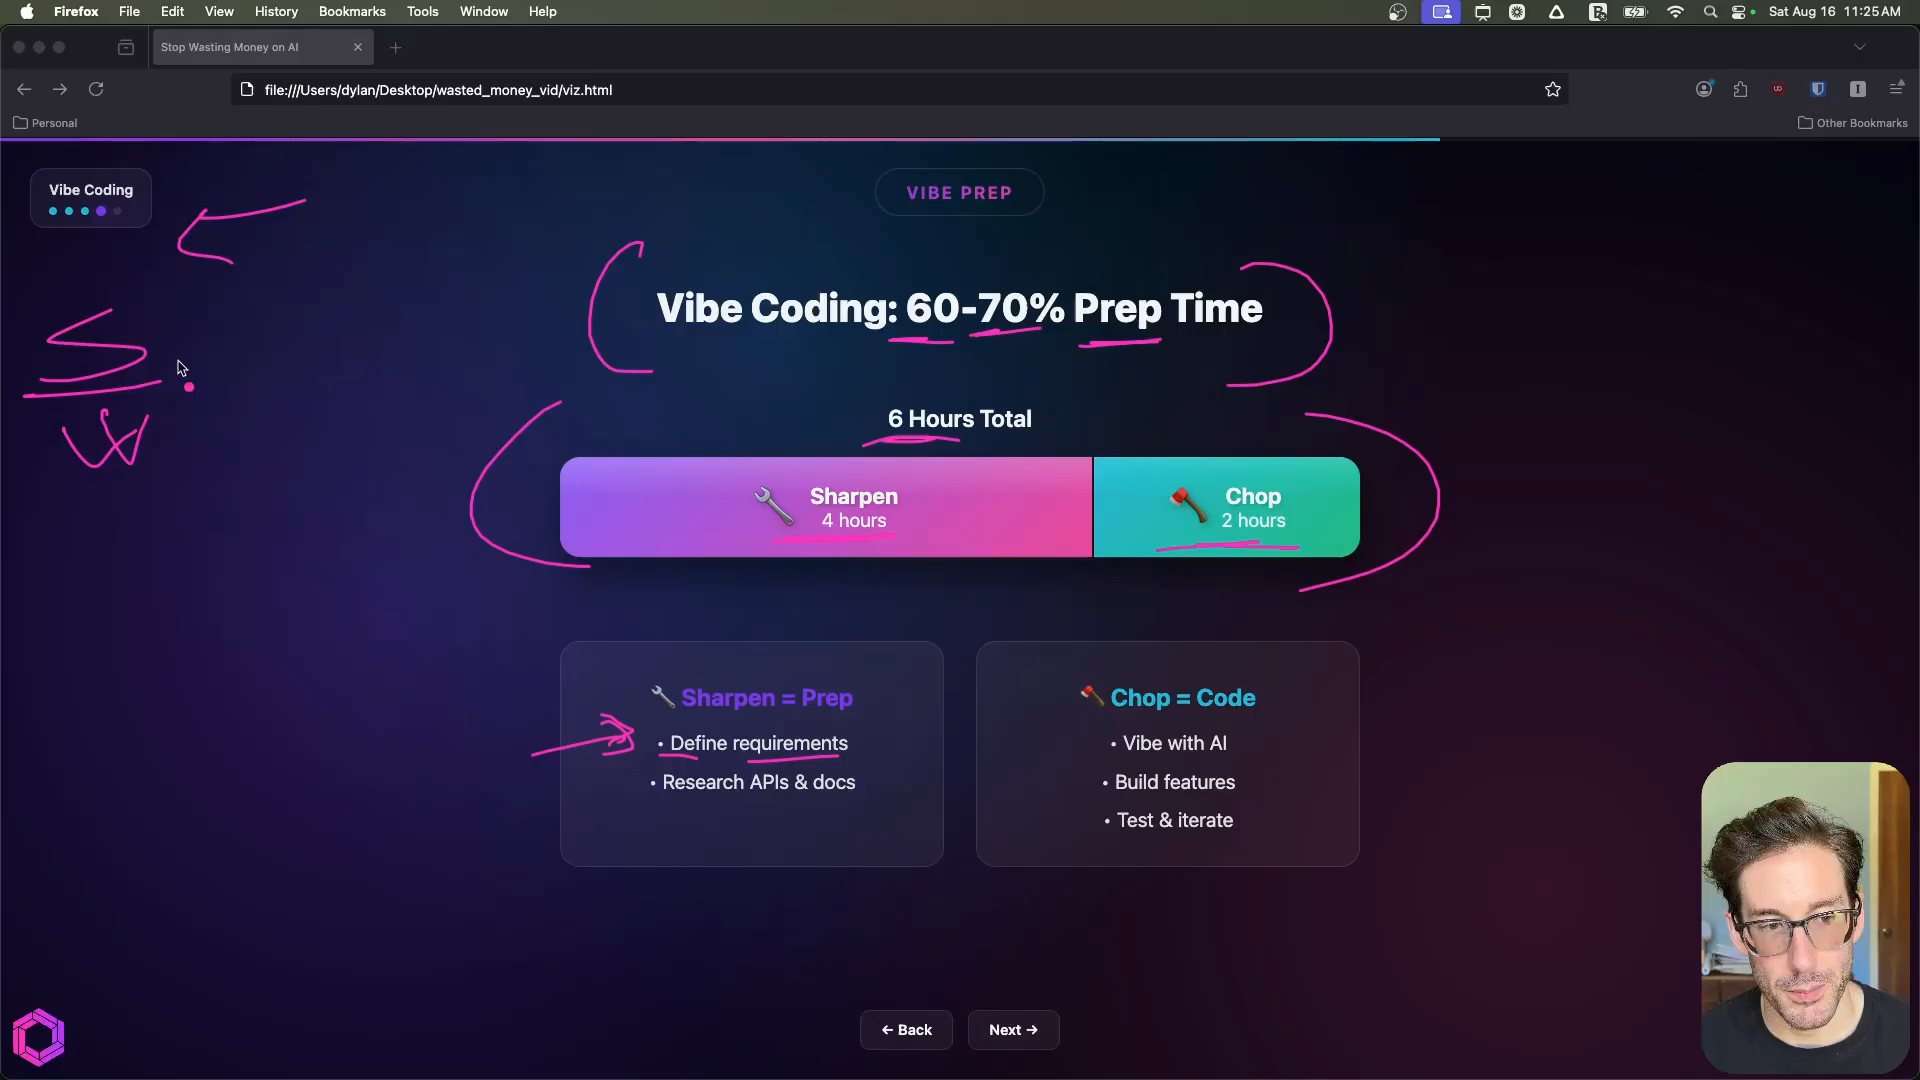 Firefox File Edit View History Bookmarks Tools Window Help
Sat Aug 16 11:25 AM
Stop Wasting Money on AI
file:///Users/dylan/Desktop/wasted_money_vid/viz.html
Personal
Other Bookmarks
Vibe Coding
VIBE PREP
Vibe Coding: 60-70% Prep Time
6 Hours Total
Sharpen
4 hours
Chop
2 hours
Sharpen = Prep
• Define requirements
• Research APIs & docs
Chop = Code
• Vibe with AI
• Build features
• Test & iterate
S
W
← Back
Next →